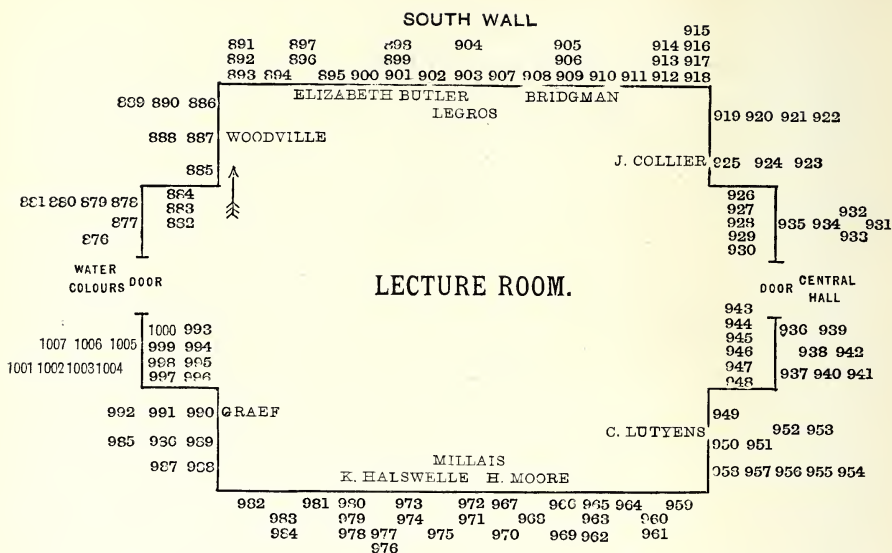 SOUTH WALL
915
891 897 898 904 905 914 916
892 896 899 906 913 917
893 894 895 900 901 902 903 907 908 909 910 911 912 918
ELIZABETH BUTLER BRIDGMAN
LEGROS
889 890 886
919 920 921 922
888 887 WOODVILLE
J. COLLIER 925 924 923
885
884
883
882
881 880 879 878
877
876
926
927
928
929
930
935 934 932
933 931
WATER
COLOURS DOOR
LECTURE ROOM.
DOOR CENTRAL
HALL
1000 993
999 994
998 995
997 996
1007 1006 1005
1001 1002 1003 1004
943
944
945
946
947
948
936 939
938 942
937 940 941
992 991 990 GRAEF
985 986 989
987 988
949
C. LUTYENS
952 953
950 951
958 957 956 955 954
MILLAIS
K. HALSWELLE H. MOORE
982 981 980 973 972 967 966 965 964 959
983 979 974 971 968 963 960
984 978 977 975 970 969 962 961
976